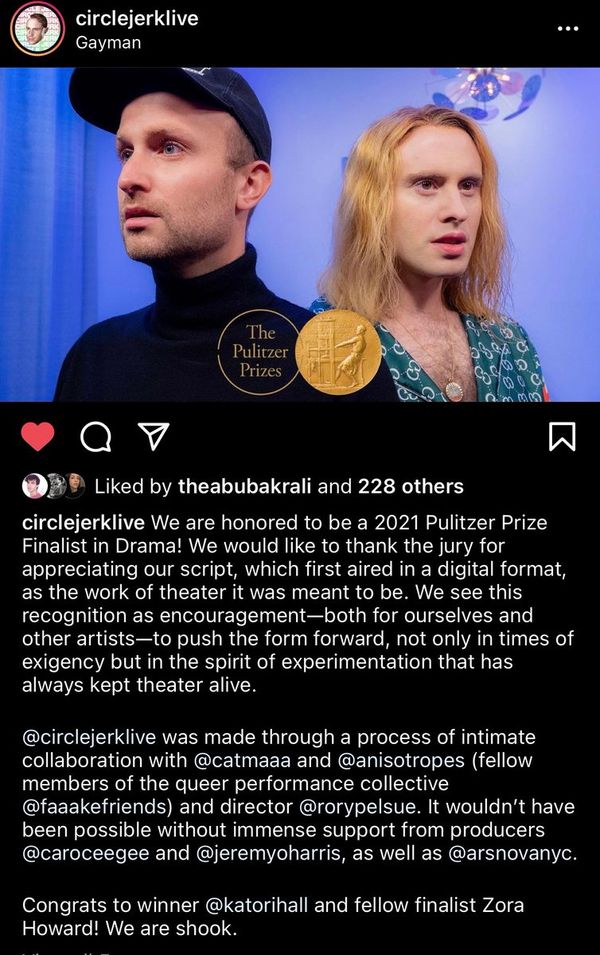 circlejerklive
Gayman
The
Pulitzer
Prizes
Liked by theabubakrali and 228 others
circlejerklive We are honored to be a 2021 Pulitzer Prize
Finalist in Drama! We would like to thank the jury for
appreciating our script, which first aired in a digital format,
as the work of theater it was meant to be. We see this
recognition as encouragement—both for ourselves and
other artists—to push the form forward, not only in times of
exigency but in the spirit of experimentation that has
always kept theater alive.
@circlejerklive was made through a process of intimate
collaboration with @catmaaa and @anisotropes (fellow
members of the queer performance collective
@faaakefriends) and director @rorypelsue. It wouldn’t have
been possible without immense support from producers
@caroceegee and @jeremyoharris, as well as @arsnovanyc.
Congrats to winner @katorihall and fellow finalist Zora
Howard! We are shook.